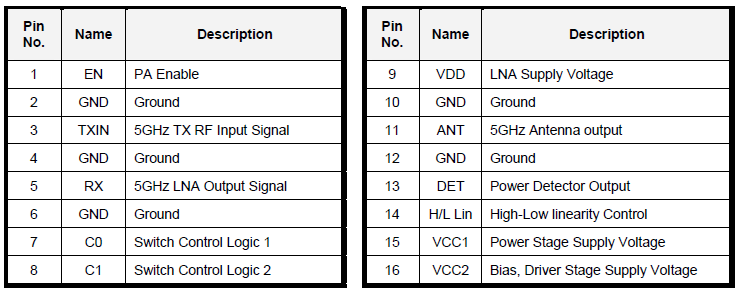 Pin No. Name Description
1 EN PA Enable
2 GND Ground
3 TXIN 5GHz TX RF Input Signal
4 GND Ground
5 RX 5GHz LNA Output Signal
6 GND Ground
7 C0 Switch Control Logic 1
8 C1 Switch Control Logic 2
Pin No. Name Description
9 VDD LNA Supply Voltage
10 GND Ground
11 ANT 5GHz Antenna output
12 GND Ground
13 DET Power Detector Output
14 H/L Lin High-Low linearity Control
15 VCC1 Power Stage Supply Voltage
16 VCC2 Bias, Driver Stage Supply Voltage